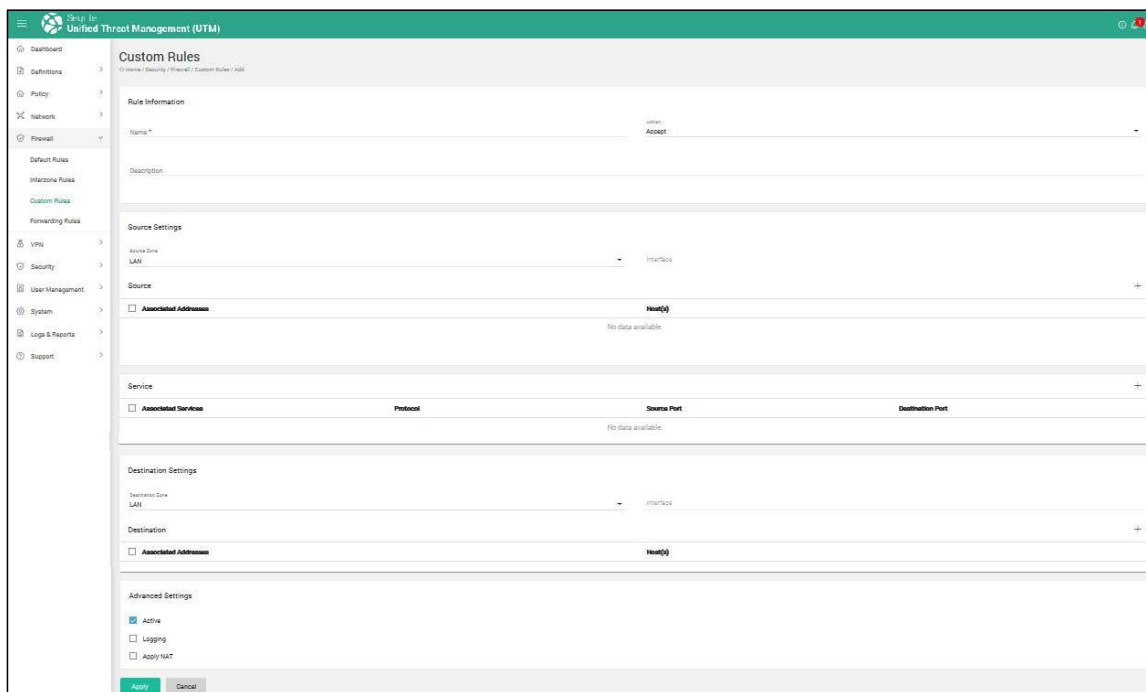 Unified Threat Management (UTM)
1
Dashboard
Definitions
Policy
Network
Firewall
Default Rules
Interzone Rules
Custom Rules
Forwarding Rules
VPN
Security
User Management
System
Logs & Reports
Support
Custom Rules
Home / Security / Firewall / Custom Rules / Add
Rule Information
Name *
Action
Accept
Description
Source Settings
Source Zone
LAN
Interface
Source
Associated Addresses Host(s)
No data available.
Service
Associated Services Protocol Source Port Destination Port
No data available.
Destination Settings
Destination Zone
LAN
Interface
Destination
Associated Addresses Host(s)
Advanced Settings
Active
Logging
Apply NAT
Apply Cancel